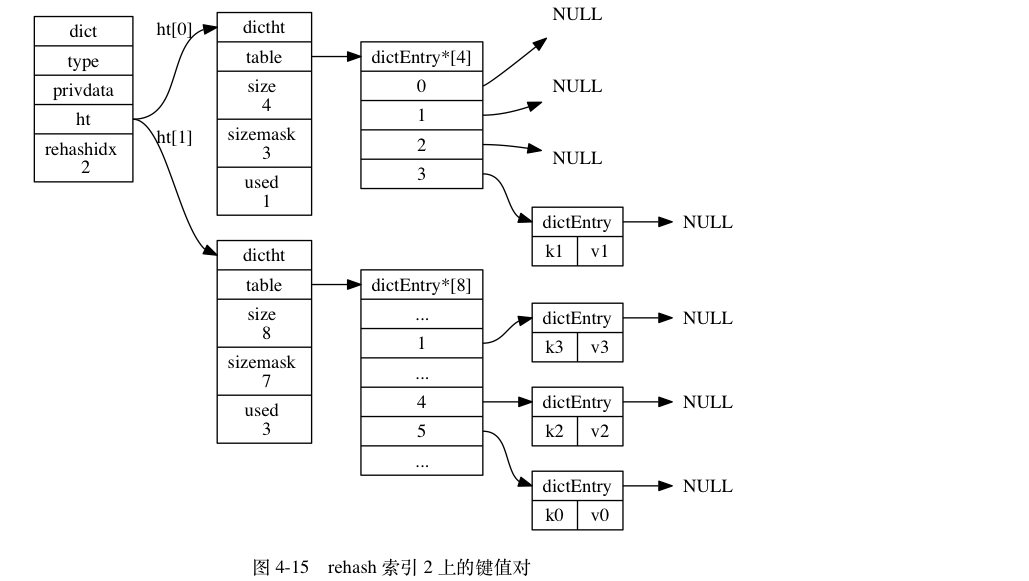 dict
type
privdata
ht
rehashidx
2
ht[0]
ht[1]
dictht
table
size
4
sizemask
3
used
1
dictEntry*[4]
0
1
2
3
NULL
NULL
NULL
dictEntry
k1 v1
NULL
dictht
table
size
8
sizemask
7
used
3
dictEntry*[8]
...
1
...
4
5
...
dictEntry
k3 v3
NULL
dictEntry
k2 v2
NULL
dictEntry
k0 v0
NULL
图 4-15 rehash 索引 2 上的键值对